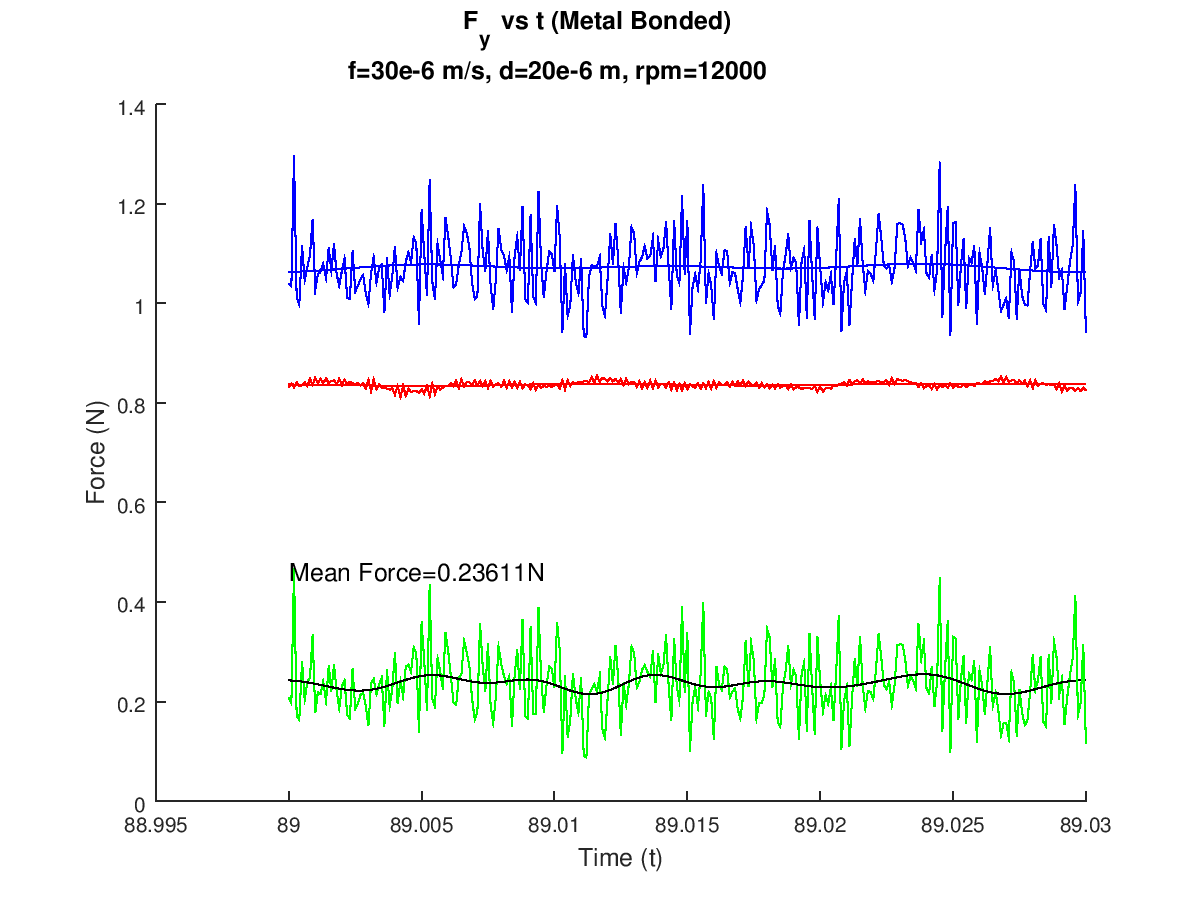 F_y vs t (Metal Bonded)
f=30e-6 m/s, d=20e-6 m, rpm=12000
1.4
1.2
1
0.8
0.6
0.4
0.2
0
Force (N)
Mean Force=0.23611N
88.995 89 89.005 89.01 89.015 89.02 89.025 89.03
Time (t)